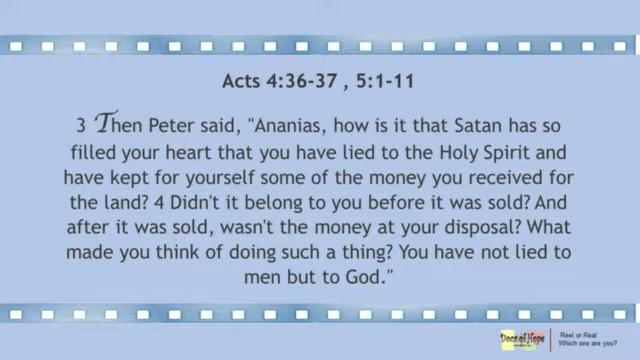 Acts 4:36-37 , 5:1-11
3 Then Peter said, "Ananias, how is it that Satan has so
filled your heart that you have lied to the Holy Spirit and
have kept for yourself some of the money you received for
the land? 4 Didn't it belong to you before it was sold? And
after it was sold, wasn't the money at your disposal? What
made you think of doing such a thing? You have not lied to
men but to God."
Door of Hope
Reel or Real
Which one are you?